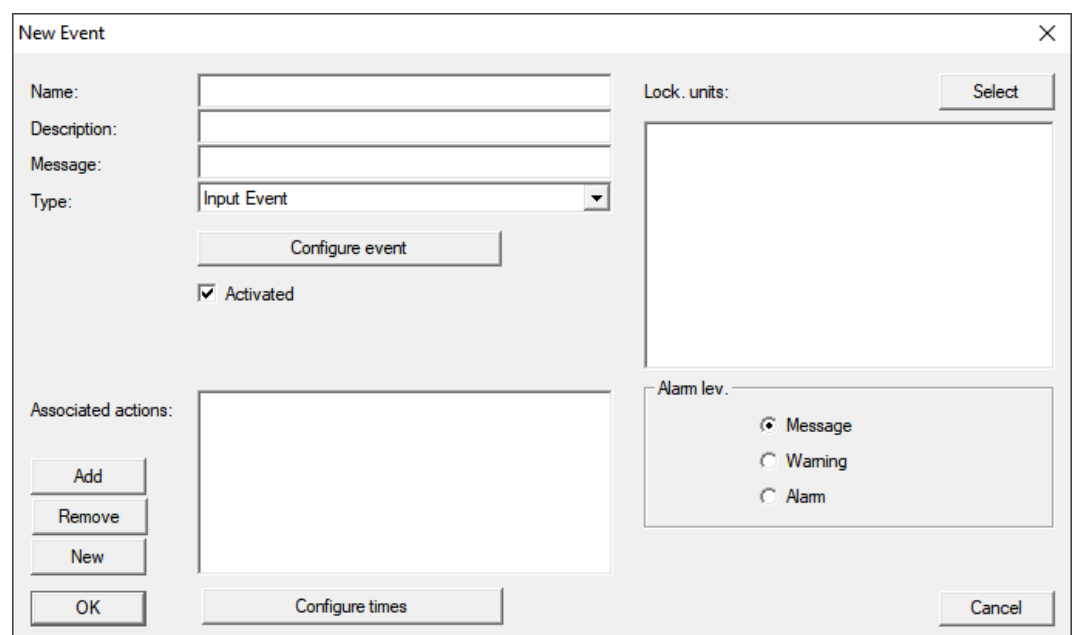 New Event
Name:
Lock. units:
Select
Description:
Message:
Type:
Input Event
Configure event
Activated
Associated actions:
Alarm lev.
Message
Warning
Alarm
Add
Remove
New
OK
Configure times
Cancel